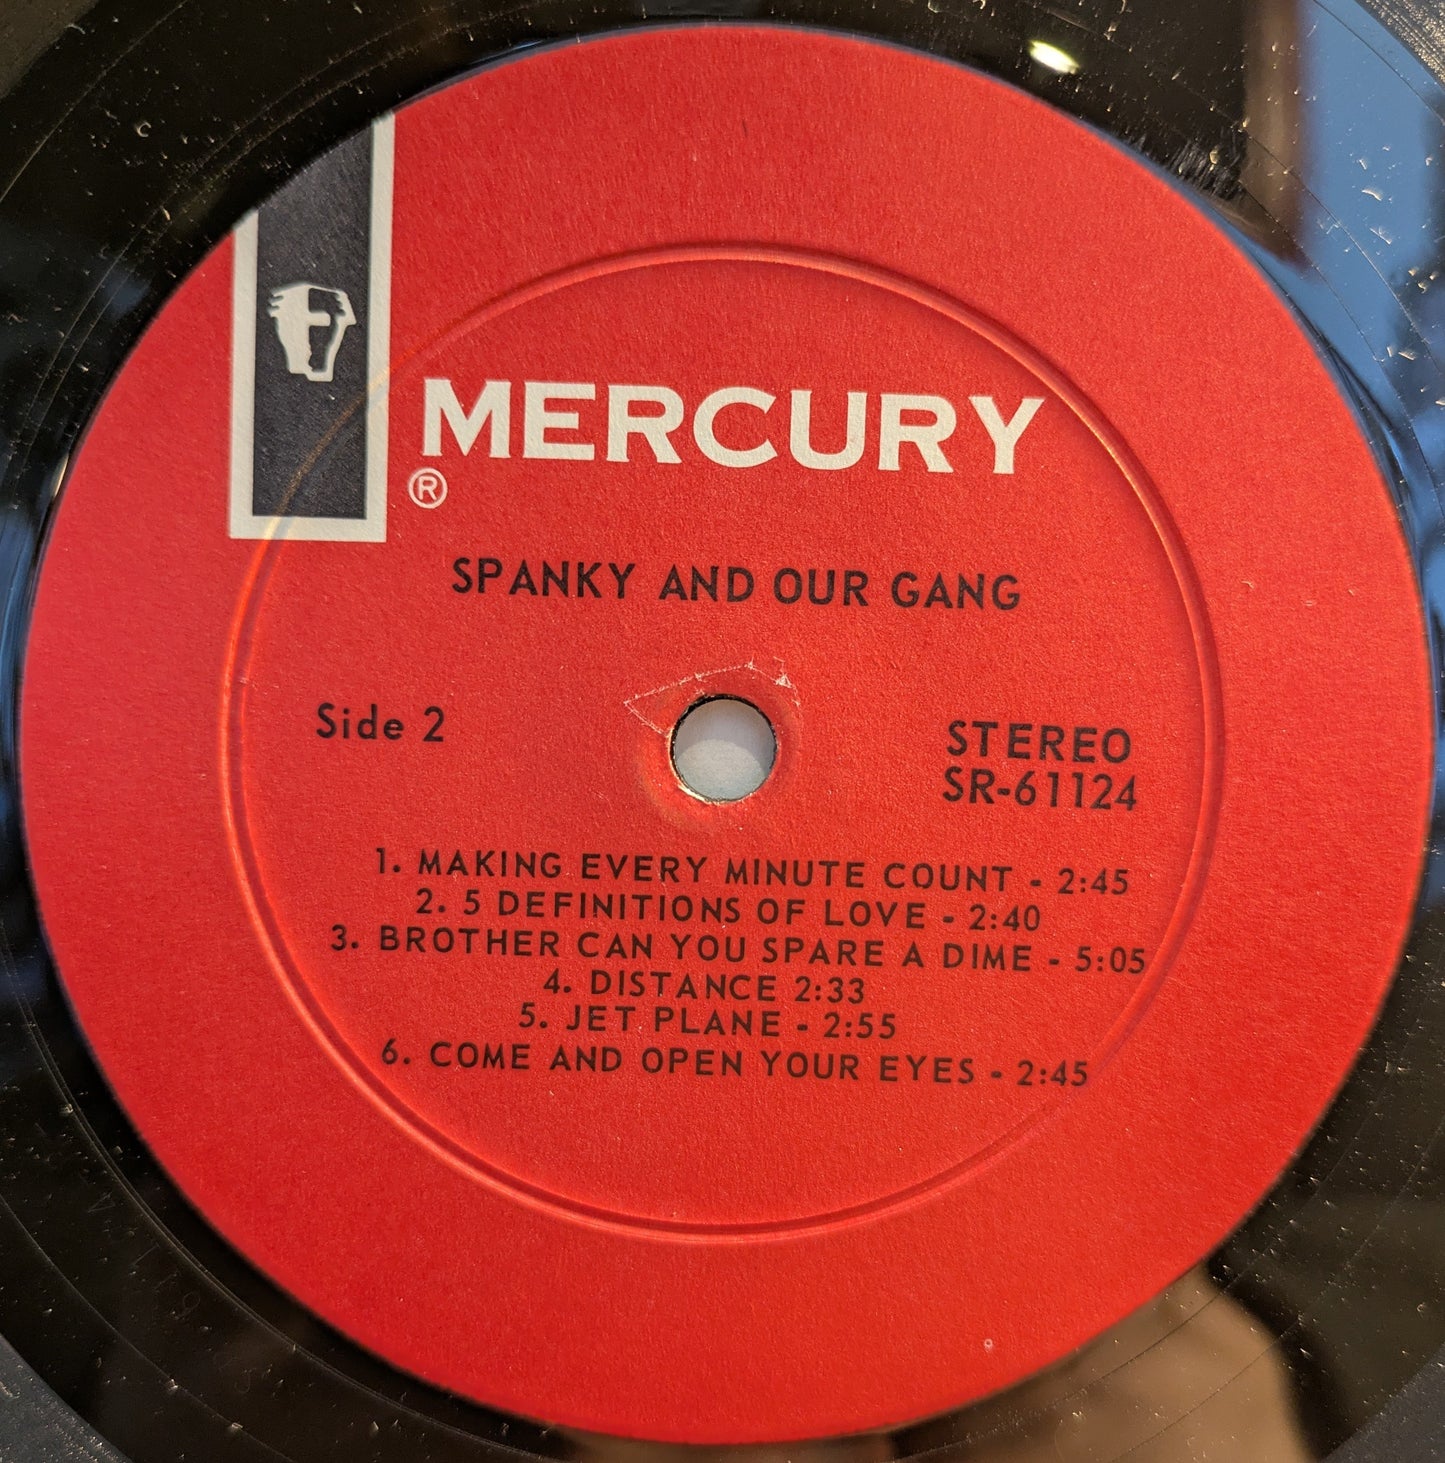 MERCURY
®
SPANKY AND OUR GANG
Side 2
STEREO
SR-61124
1. MAKING EVERY MINUTE COUNT - 2:45
2. 5 DEFINITIONS OF LOVE - 2:40
3. BROTHER CAN YOU SPARE A DIME - 5:05
4. DISTANCE 2:33
5. JET PLANE - 2:55
6. COME AND OPEN YOUR EYES - 2:45